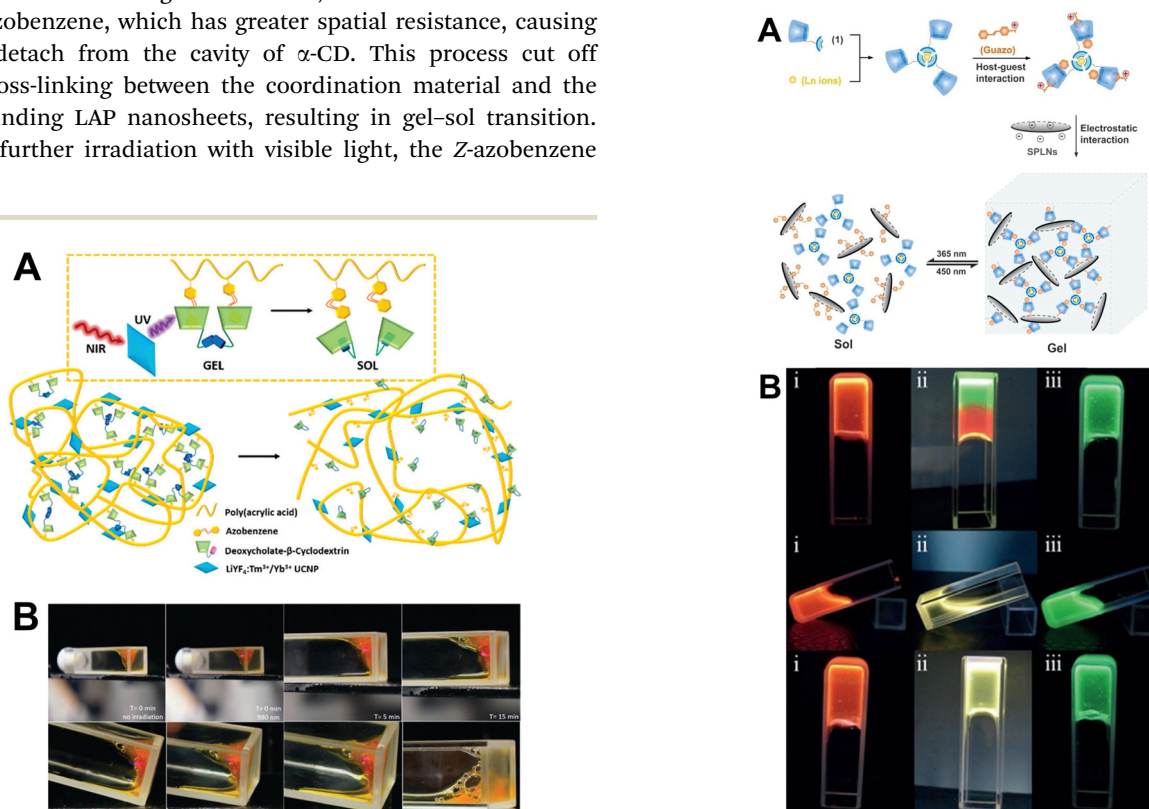 zobenzene, which has greater spatial resistance, causing
detach from the cavity of α-CD. This process cut off
oss-linking between the coordination material and the
nding LAP nanosheets, resulting in gel–sol transition.
further irradiation with visible light, the Z-azobenzene
A
NIR
UV
GEL
SOL
Poly(acrylic acid)
Azobenzene
Deoxycholate-β-Cyclodextrin
LiYF₄:Tm³⁺/Yb³⁺ UCNP
B
T= 0 min
no irradiation
T= 0 min
980 nm
T= 5 min
T= 15 min
A
(1)
(Ln ions)
(Guazo)
Host-guest
interaction
SPLNs
Electrostatic
interaction
365 nm
450 nm
Sol
Gel
B
i
ii
iii
i
ii
iii
i
ii
iii